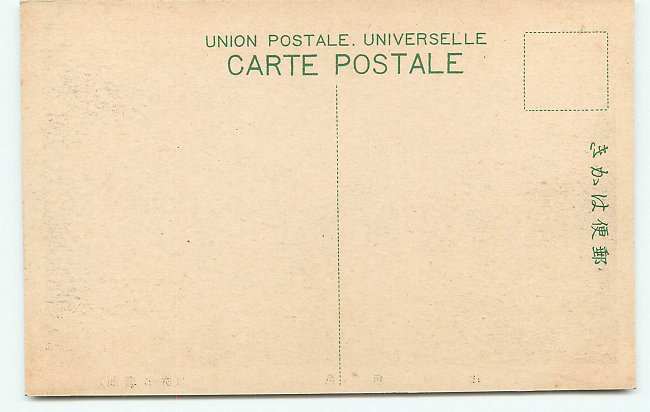 UNION POSTALE. UNIVERSELLE
CARTE POSTALE
郵便はかき